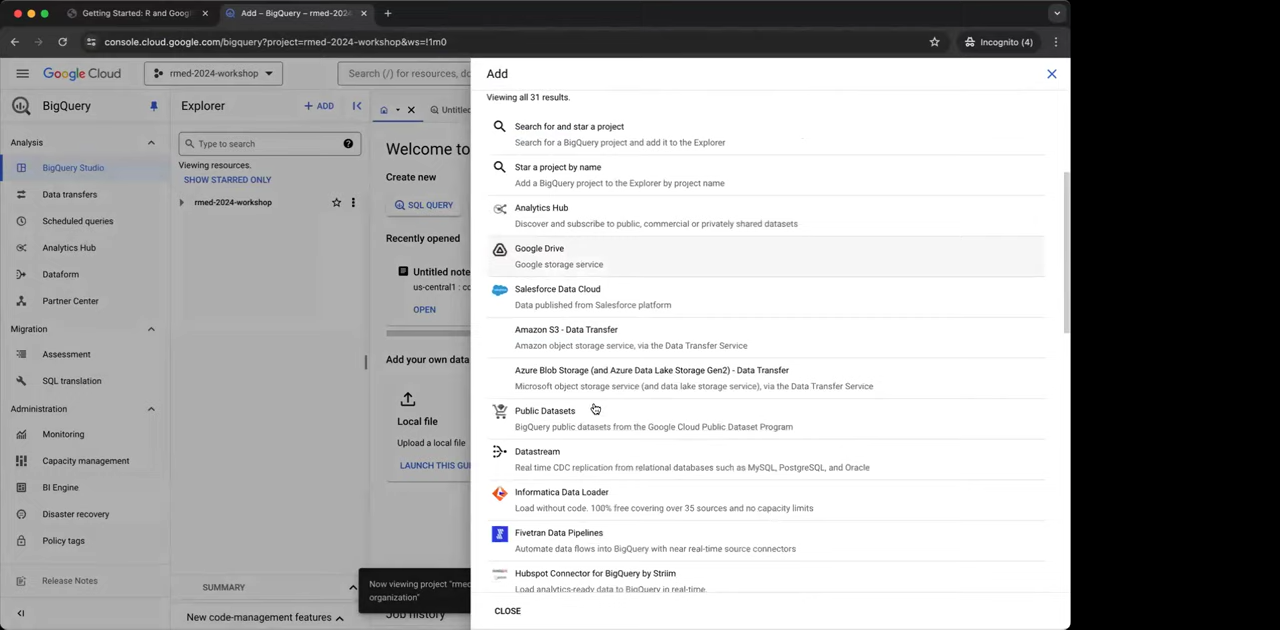 Getting Started: R and Goog
Add – BigQuery – rmed-202
console.cloud.google.com/bigquery?project=rmed-2024-workshop&ws=!1m0
Incognito (4)
Google Cloud
rmed-2024-workshop
Search (/) for resources, do
BigQuery
Explorer
+ ADD
Untitled
Analysis
BigQuery Studio
Data transfers
Scheduled queries
Analytics Hub
Dataform
Partner Center
Migration
Assessment
SQL translation
Administration
Monitoring
Capacity management
BI Engine
Disaster recovery
Policy tags
Release Notes
Type to search
Viewing resources.
SHOW STARRED ONLY
rmed-2024-workshop
SUMMARY
New code-management features
Welcome to
Create new
SQL QUERY
Recently opened
Untitled note
us-central1 : co
OPEN
Add your own data
Local file
Upload a local file
LAUNCH THIS GUI
Now viewing project "rmed
organization"
Job history
Add
Viewing all 31 results.
Search for and star a project
Search for a BigQuery project and add it to the Explorer
Star a project by name
Add a BigQuery project to the Explorer by project name
Analytics Hub
Discover and subscribe to public, commercial or privately shared datasets
Google Drive
Google storage service
Salesforce Data Cloud
Data published from Salesforce platform
Amazon S3 - Data Transfer
Amazon object storage service, via the Data Transfer Service
Azure Blob Storage (and Azure Data Lake Storage Gen2) - Data Transfer
Microsoft object storage service (and data lake storage service), via the Data Transfer Service
Public Datasets
BigQuery public datasets from the Google Cloud Public Dataset Program
Datastream
Real time CDC replication from relational databases such as MySQL, PostgreSQL, and Oracle
Informatica Data Loader
Load without code. 100% free covering over 35 sources and no capacity limits
Fivetran Data Pipelines
Automate data flows into BigQuery with near real-time source connectors
Hubspot Connector for BigQuery by Striim
Load analytics-ready data to BigQuery in real-time.
CLOSE